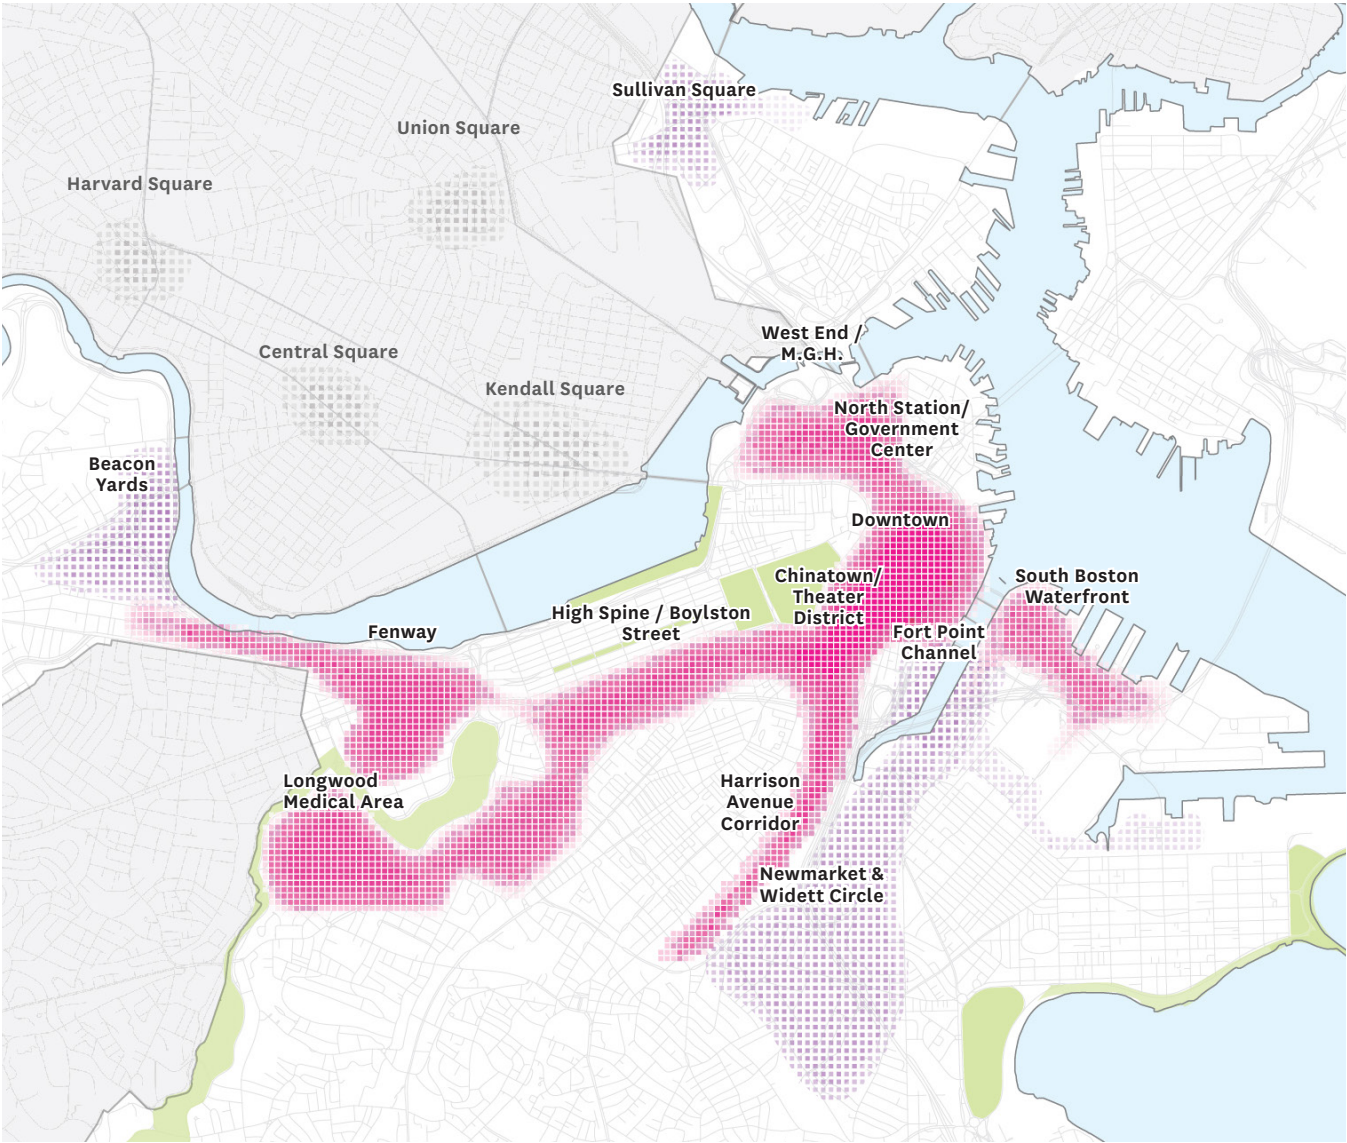 Sullivan Square
Union Square
Harvard Square
West End /
M.G.H.
Central Square
Kendall Square
North Station/
Government
Center
Beacon
Yards
Downtown
Chinatown/
Theater
District
South Boston
Waterfront
High Spine / Boylston
Street
Fenway
Fort Point
Channel
Longwood
Medical Area
Harrison
Avenue
Corridor
Newmarket &
Widett Circle